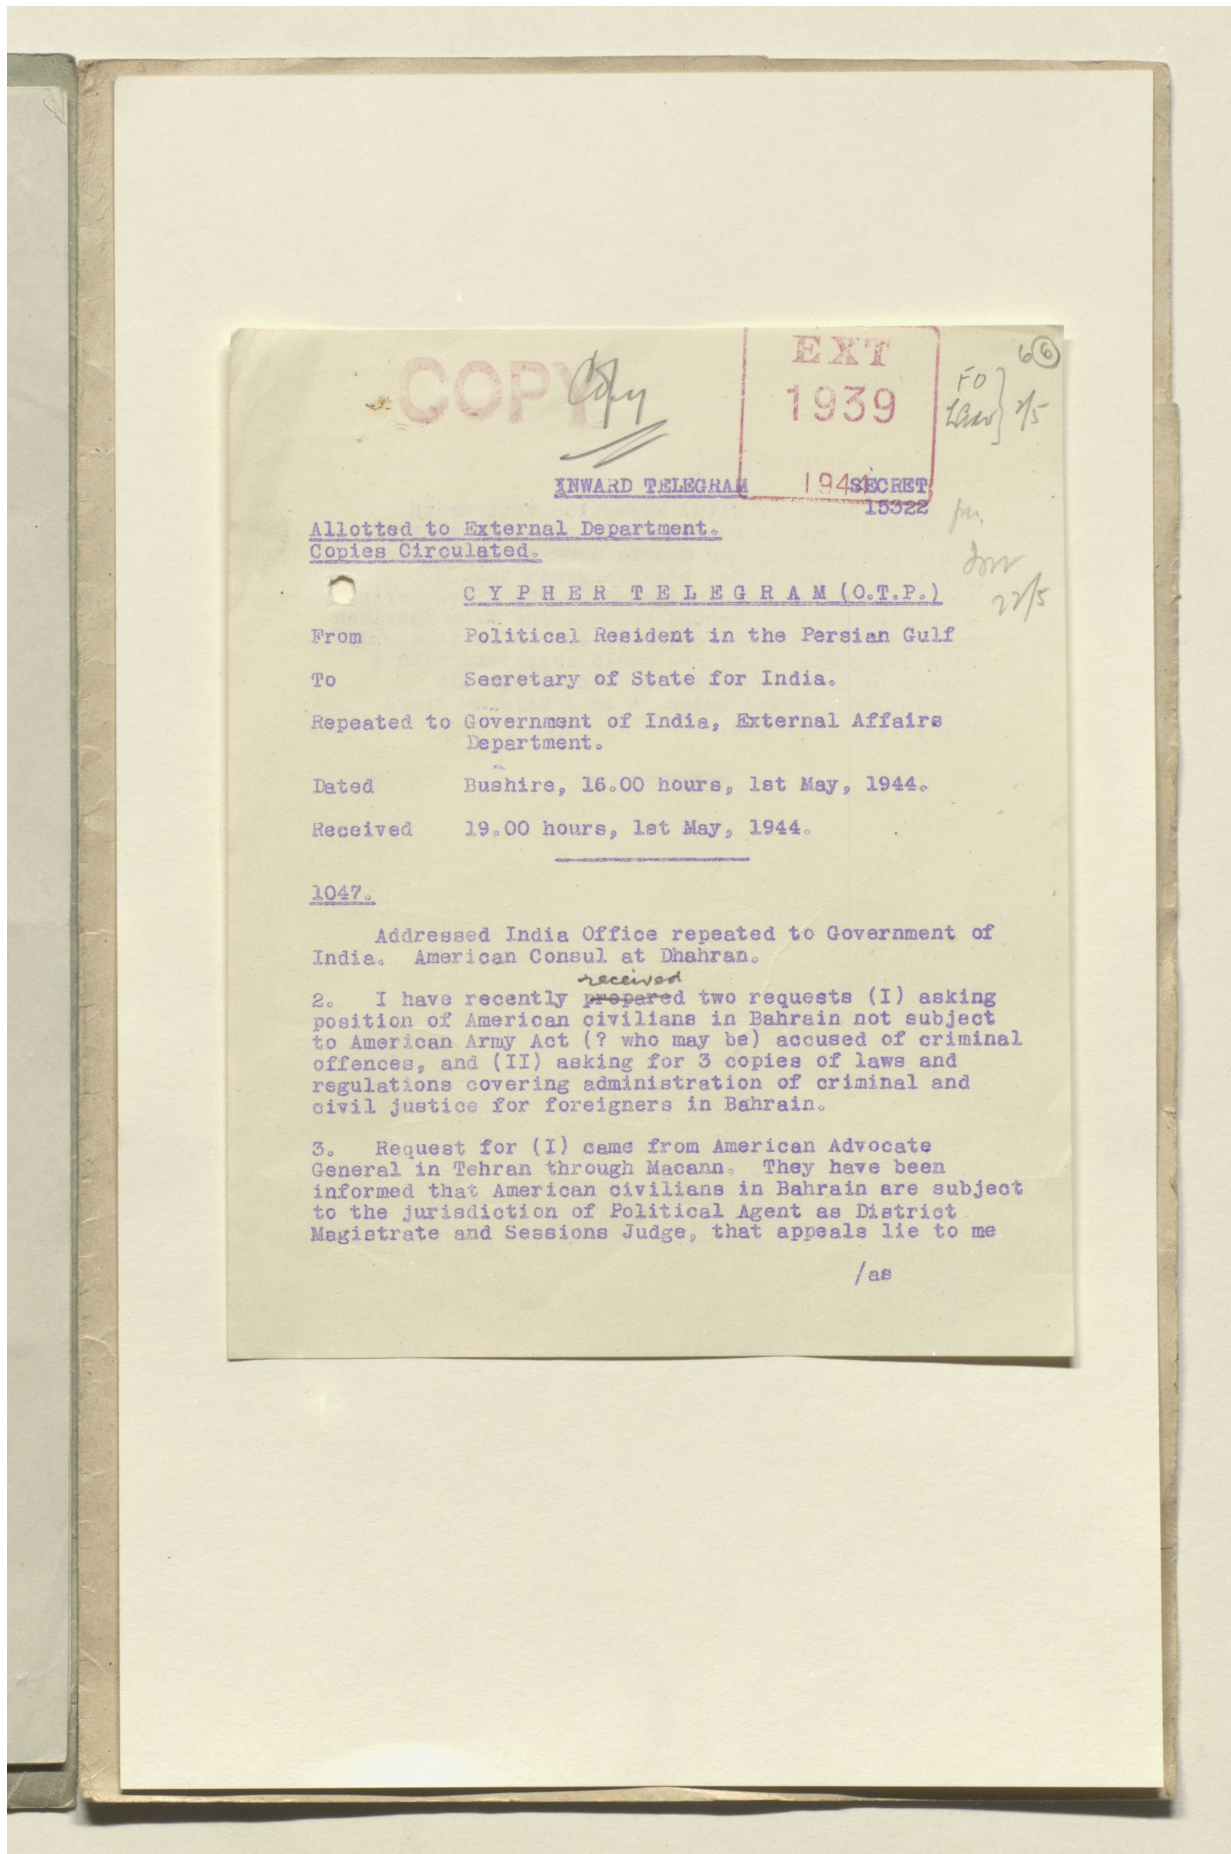 COPY
Copy
EXT
1939
1944
6 6
FO
2/5
INWARD TELEGRAM
SECRET
15322
Allotted to External Department.
Copies Circulated.
22/5
CYPHER TELEGRAM (O.T.P.)
From Political Resident in the Persian Gulf
To Secretary of State for India.
Repeated to Government of India, External Affairs
Department.
Dated Bushire, 16.00 hours, 1st May, 1944.
Received 19.00 hours, 1st May, 1944.
1047.
Addressed India Office repeated to Government of
India. American Consul at Dhahran.
received
2. I have recently prepared two requests (I) asking
position of American civilians in Bahrain not subject
to American Army Act (? who may be) accused of criminal
offences, and (II) asking for 3 copies of laws and
regulations covering administration of criminal and
civil justice for foreigners in Bahrain.
3. Request for (I) came from American Advocate
General in Tehran through Macann. They have been
informed that American civilians in Bahrain are subject
to the jurisdiction of Political Agent as District
Magistrate and Sessions Judge, that appeals lie to me
/as